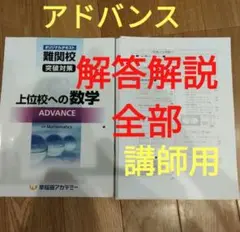 アドバンス
オリジナルテキスト
難関校
突破対策
上位校への数学
ADVANCE
Mathematics
早稲田アカデミー
解答解説
全部
講師用